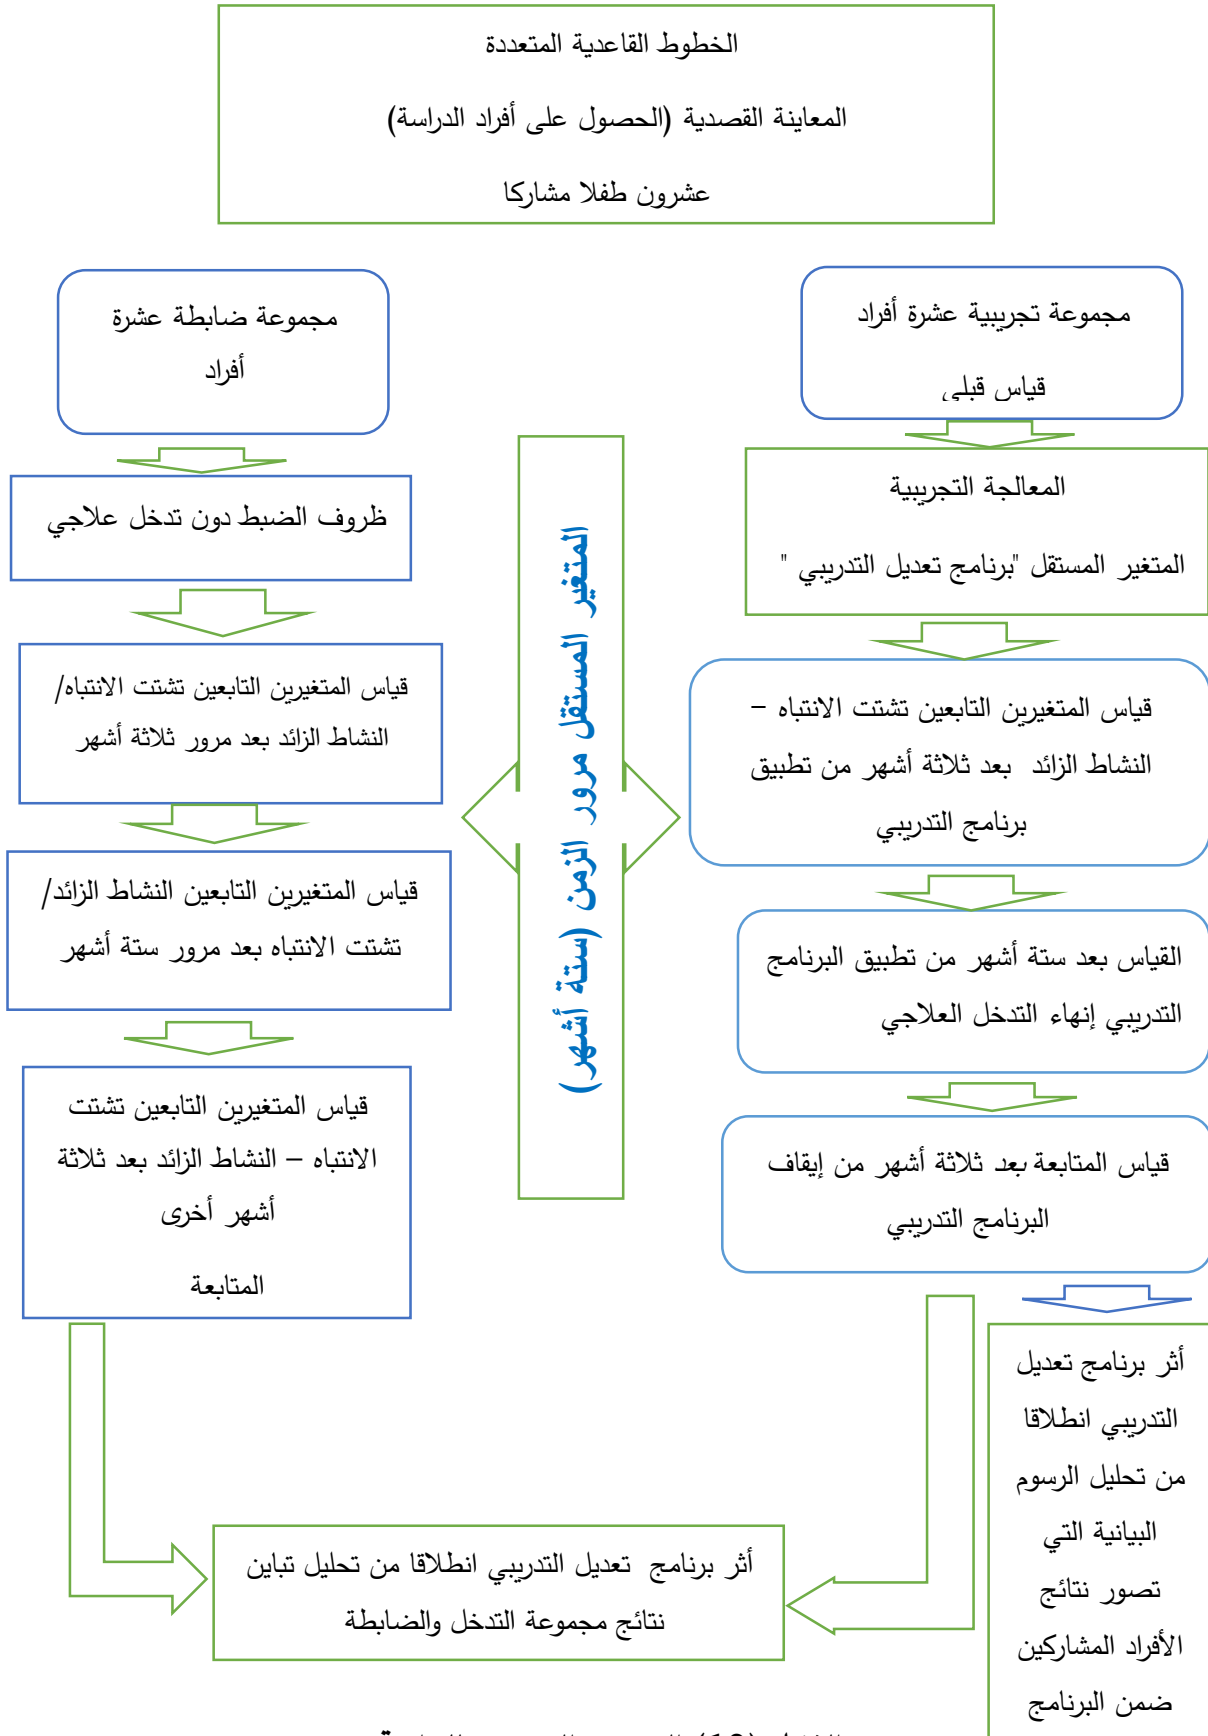 الخطوط القاعدية المتعددة
المعاينة القصدية (الحصول على أفراد الدراسة)
عشرون طفلا مشاركا
مجموعة تجريبية عشرة أفراد
قياس قبلي
المعالجة التجريبية
المتغير المستقل "برنامج تعديل التدريبي "
قياس المتغيرين التابعين تشتت الانتباه –
النشاط الزائد بعد ثلاثة أشهر من تطبيق
برنامج التدريبي
القياس بعد ستة أشهر من تطبيق البرنامج
التدريبي إنهاء التدخل العلاجي
قياس المتابعة بعد ثلاثة أشهر من إيقاف
البرنامج التدريبي
أثر برنامج تعديل
التدريبي انطلاقا
من تحليل الرسوم
البيانية التي
تصور نتائج
الأفراد المشاركين
ضمن البرنامج
المتغير المستقل مرور الزمن (ستة أشهر)
مجموعة ضابطة عشرة
أفراد
ظروف الضبط دون تدخل علاجي
قياس المتغيرين التابعين تشتت الانتباه/
النشاط الزائد بعد مرور ثلاثة أشهر
قياس المتغيرين التابعين النشاط الزائد/
تشتت الانتباه بعد مرور ستة أشهر
قياس المتغيرين التابعين تشتت
الانتباه – النشاط الزائد بعد ثلاثة
أشهر أخرى
المتابعة
أثر برنامج تعديل التدريبي انطلاقا من تحليل تباين
نتائج مجموعة التدخل والضابطة